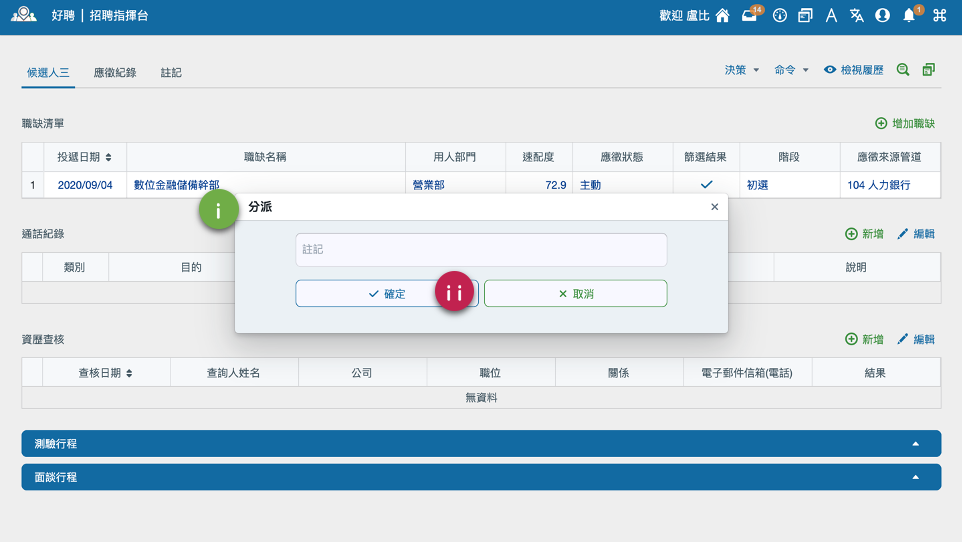 好聘 | 招聘指揮台 歡迎 盧比 14 1
候選人三 應徵紀錄 註記 決策 命令 檢視履歷
職缺清單 增加職缺
投遞日期 職缺名稱 用人部門 速配度 應徵狀態 篩選結果 階段 應徵來源管道
1 2020/09/04 數位金融儲備幹部 營業部 72.9 主動 初選 104 人力銀行
i 分派
通話紀錄 新增 編輯
類別 目的 說明
註記
確定 ii 取消
資歷查核 新增 編輯
查核日期 查詢人姓名 公司 職位 關係 電子郵件信箱(電話) 結果
無資料
測驗行程
面談行程